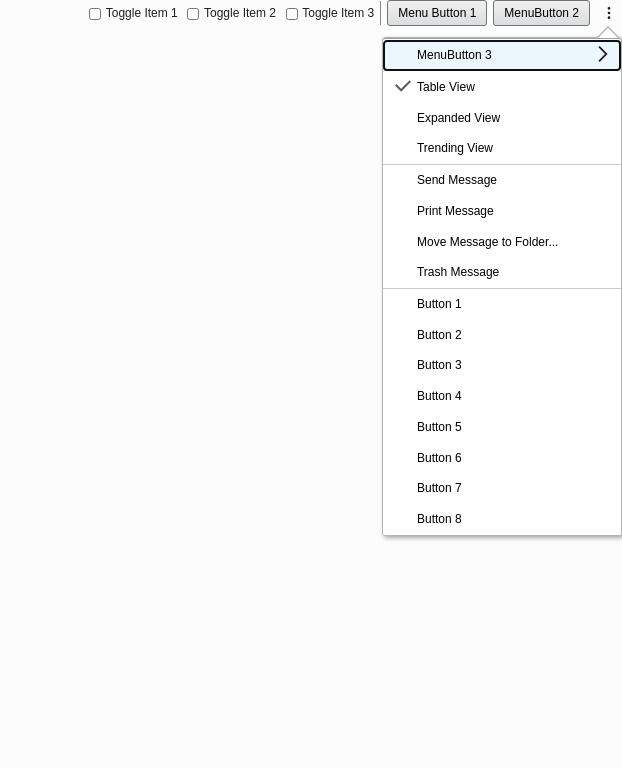 Toggle Item 1 Toggle Item 2 Toggle Item 3 Menu Button 1 MenuButton 2
MenuButton 3
Table View
Expanded View
Trending View
Send Message
Print Message
Move Message to Folder...
Trash Message
Button 1
Button 2
Button 3
Button 4
Button 5
Button 6
Button 7
Button 8